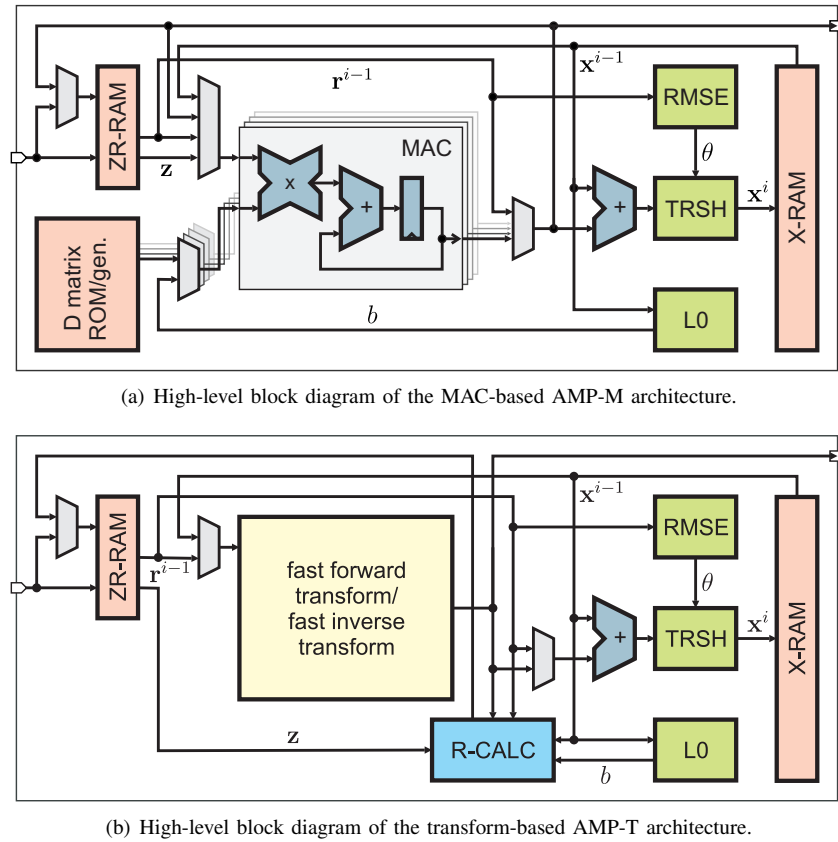 x^{i−1}
r^{i−1}
RMSE
ZR-RAM
MAC
z
θ
x
+
+
TRSH
x^i
X-RAM
D matrix
ROM/gen.
b
L0
(a) High-level block diagram of the MAC-based AMP-M architecture.
x^{i−1}
RMSE
ZR-RAM
r^{i−1}
fast forward
transform/
fast inverse
transform
θ
+
TRSH
x^i
X-RAM
z
R-CALC
b
L0
(b) High-level block diagram of the transform-based AMP-T architecture.